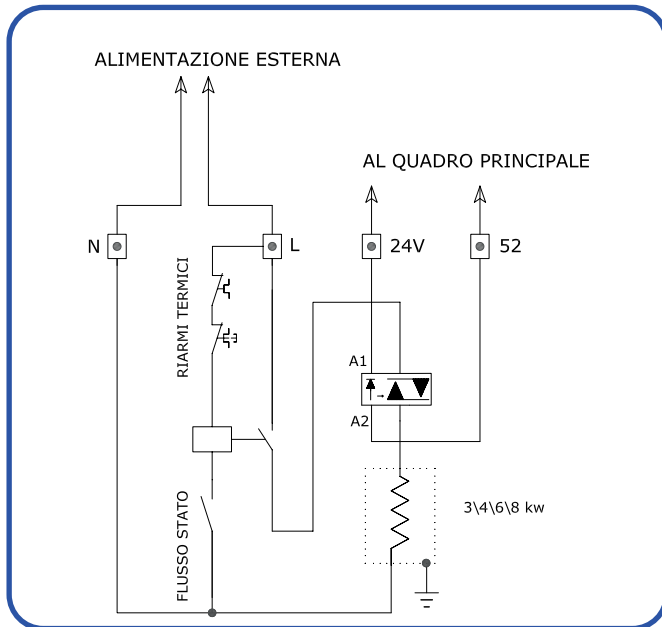 ALIMENTAZIONE ESTERNA
AL QUADRO PRINCIPALE
N
L
24V
52
RIARMI TERMICI
A1
A2
FLUSSO STATO
3\4\6\8 kw